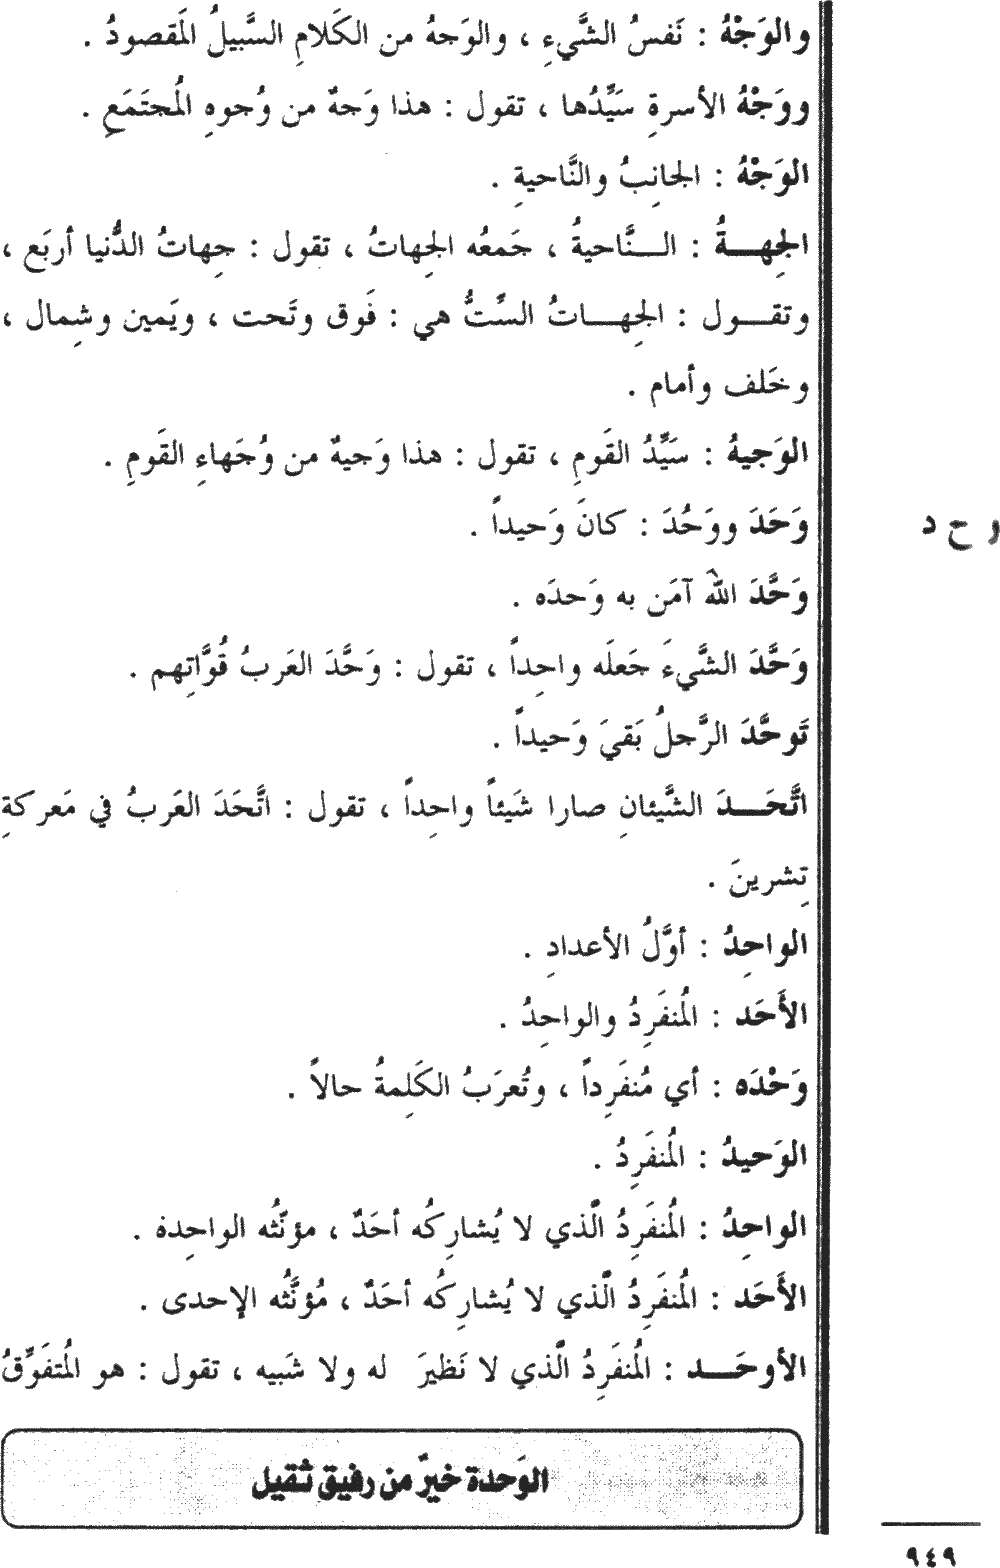 والوَجْهُ : نَفسُ الشَّيءِ ، والوَجهُ من الكَلامِ السَّبيلُ المَقصودُ .
ووَجْهُ الأسرةِ سَيِّدُها ، تقول : هذا وَجهٌ من وُجوهِ المُجتَمَعِ .
الوَجْهُ : الجانِبُ والنَّاحيةِ .
الجِهـــةُ : الـــنَّاحيةُ ، جَمعُه الجِهاتُ ، تقول : جِهاتُ الدُّنيا أربَع ،
وتقـــول : الجِهـــاتُ السِّتُّ هي : فَوق وتَحت ، ويَمين وشِمال ،
وخَلف وأمام .
الوَجيهُ : سَيِّدُ القَومِ ، تقول : هذا وَجيهٌ من وُجَهاءِ القَومِ .
و ح د
وَحَدَ ووَحُدَ : كانَ وَحيداً .
وَحَّدَ اللهَ آمَن به وَحدَه .
وَحَّدَ الشَّيءَ جَعلَه واحِداً ، تقول : وَحَّدَ العَربُ قُوَّاتِهم .
تَوحَّدَ الرَّجلُ بَقيَ وَحيداً .
اتَّحَـــدَ الشَّيئانِ صارا شَيئاً واحِداً ، تقول : اتَّحَدَ العَربُ في مَعركةِ
تِشرينَ .
الواحِدُ : أوَّلُ الأعدادِ .
الأَحَد : المُنفَرِدُ والواحِدُ .
وَحْدَه : أي مُنفَرِداً ، وتُعرَبُ الكَلِمةُ حالاً .
الوَحيدُ : المُنفَرِدُ .
الواحِدُ : المُنفَرِدُ الَّذي لا يُشارِكُه أحَدٌ ، مؤنَّثُه الواحِدة .
الأَحَد : المُنفَرِدُ الَّذي لا يُشارِكُه أحَدٌ ، مُؤنَّثُه الإحدى .
الأوحَـــد : المُنفَرِدُ الَّذي لا نَظيرَ له ولا شَبيه ، تقول : هو المُتفَوِّقُ
الوَحدة خيرٌ من رفيق ثقيل
٩٤٩